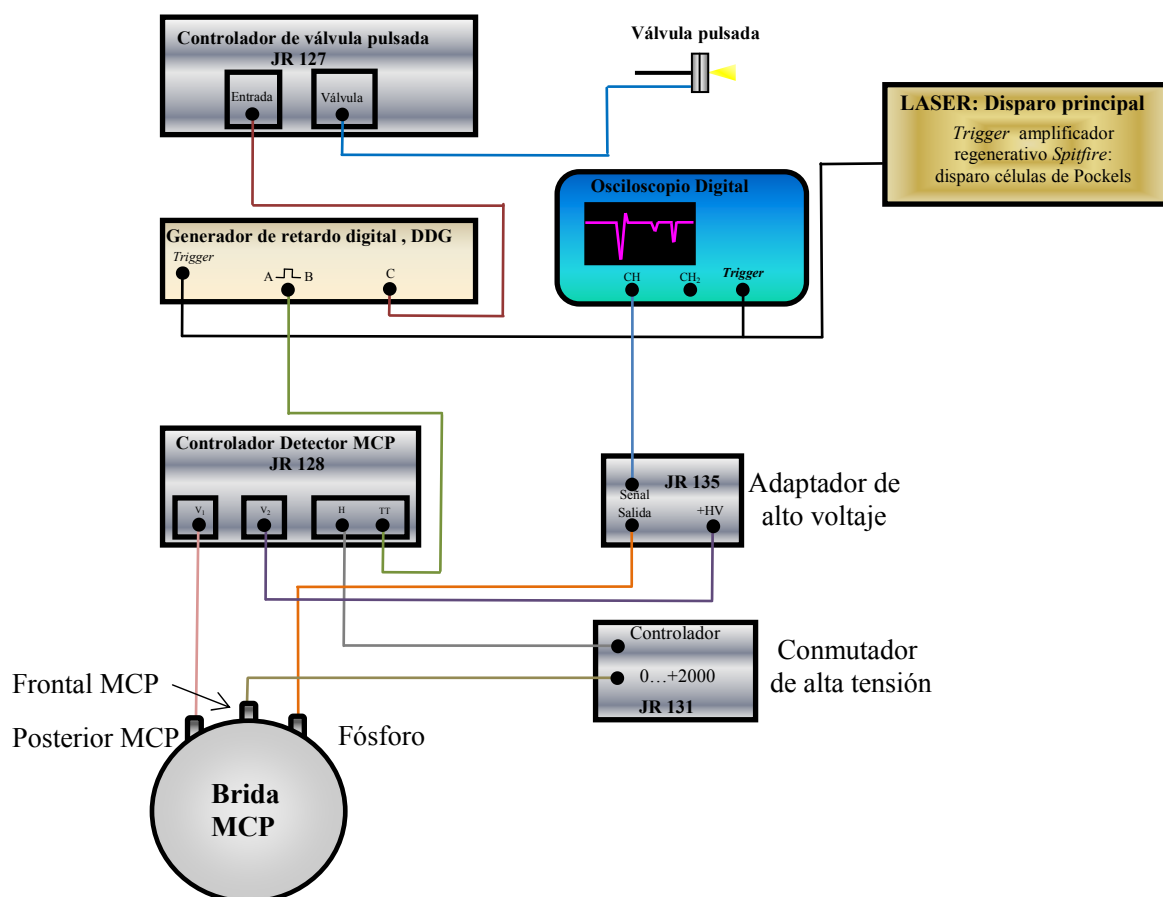 Controlador de válvula pulsada
JR 127
Entrada
Válvula
Válvula pulsada
LASER: Disparo principal
Trigger amplificador
regenerativo Spitfire:
disparo células de Pockels
Osciloscopio Digital
CH
CH₂
Trigger
Generador de retardo digital , DDG
Trigger
A B
C
Controlador Detector MCP
JR 128
V₁
V₂
H
TT
JR 135
Señal
Salida
+HV
Adaptador de
alto voltaje
Controlador
0…+2000
JR 131
Conmutador
de alta tensión
Frontal MCP
Posterior MCP
Fósforo
Brida
MCP